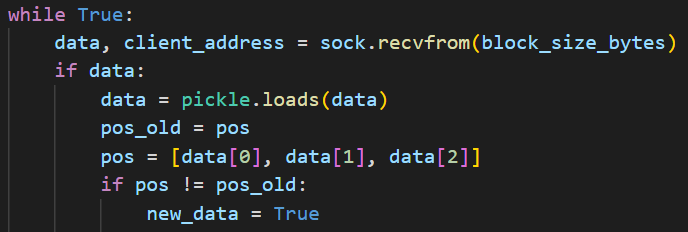 while True:
    data, client_address = sock.recvfrom(block_size_bytes)
    if data:
        data = pickle.loads(data)
        pos_old = pos
        pos = [data[0], data[1], data[2]]
        if pos != pos_old:
            new_data = True